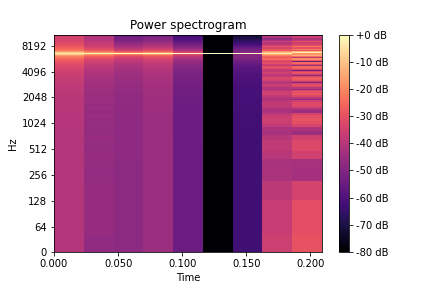 Power spectrogram
Hz
8192
4096
2048
1024
512
256
128
64
0
0.000 0.050 0.100 0.150 0.200
Time
+0 dB
-10 dB
-20 dB
-30 dB
-40 dB
-50 dB
-60 dB
-70 dB
-80 dB